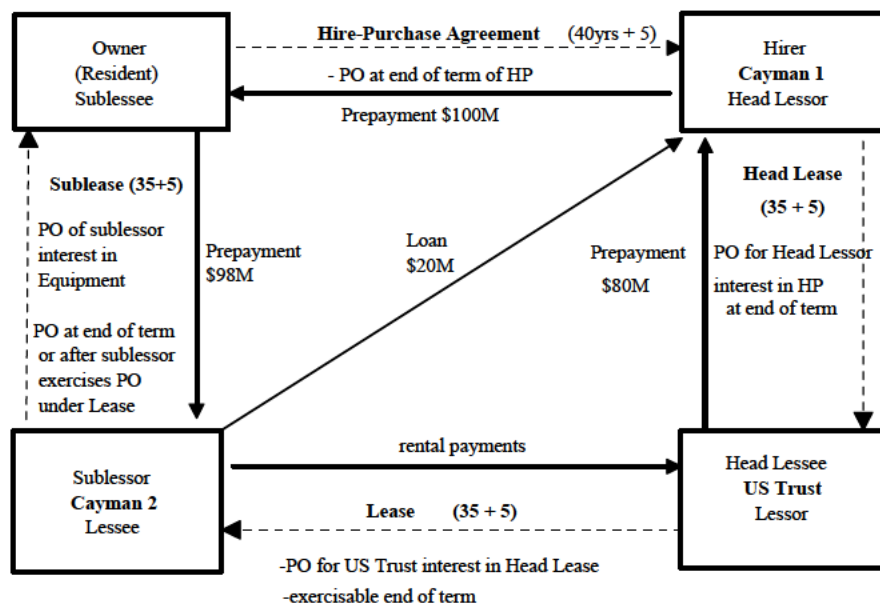 Owner
(Resident)
Sublessee
Hire-Purchase Agreement (40yrs + 5)
- PO at end of term of HP
Prepayment $100M
Hirer
Cayman 1
Head Lessor
Sublease (35+5)
PO of sublessor
interest in
Equipment
PO at end of term
or after sublessor
exercises PO
under Lease
Prepayment
$98M
Loan
$20M
Prepayment
$80M
Head Lease
(35 + 5)
PO for Head Lessor
interest in HP
at end of term
Sublessor
Cayman 2
Lessee
rental payments
Lease (35 + 5)
-PO for US Trust interest in Head Lease
-exercisable end of term
Head Lessee
US Trust
Lessor